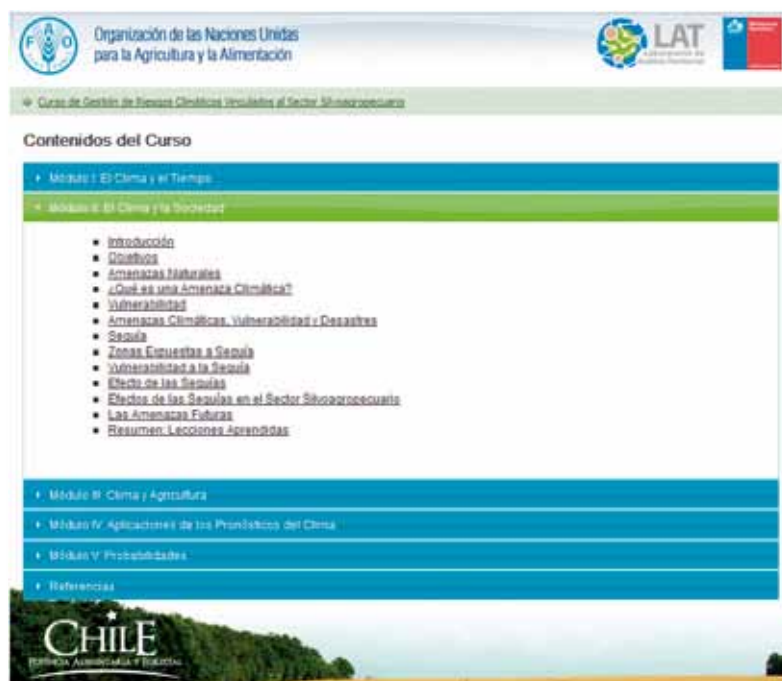 F A O
Organización de las Naciones Unidas
para la Agricultura y la Alimentación
LAT
Curso de Gestión de Riesgos Climáticos Vinculados al Sector Silvoagropecuario
Contenidos del Curso
Módulo I: El Clima y el Tiempo
Módulo II: El Clima y la Sociedad
Introducción
Objetivos
Amenazas Naturales
¿Qué es una Amenaza Climática?
Vulnerabilidad
Amenazas Climáticas, Vulnerabilidad y Desastres
Sequía
Zonas Expuestas a Sequía
Vulnerabilidad a la Sequía
Efecto de las Sequías
Efectos de las Sequías en el Sector Silvoagropecuario
Las Amenazas Futuras
Resumen: Lecciones Aprendidas
Módulo III: Clima y Agricultura
Módulo IV: Aplicaciones de los Pronósticos del Clima
Módulo V: Probabilidades
Referencias
CHILE
POTENCIA ALIMENTARIA Y FORESTAL